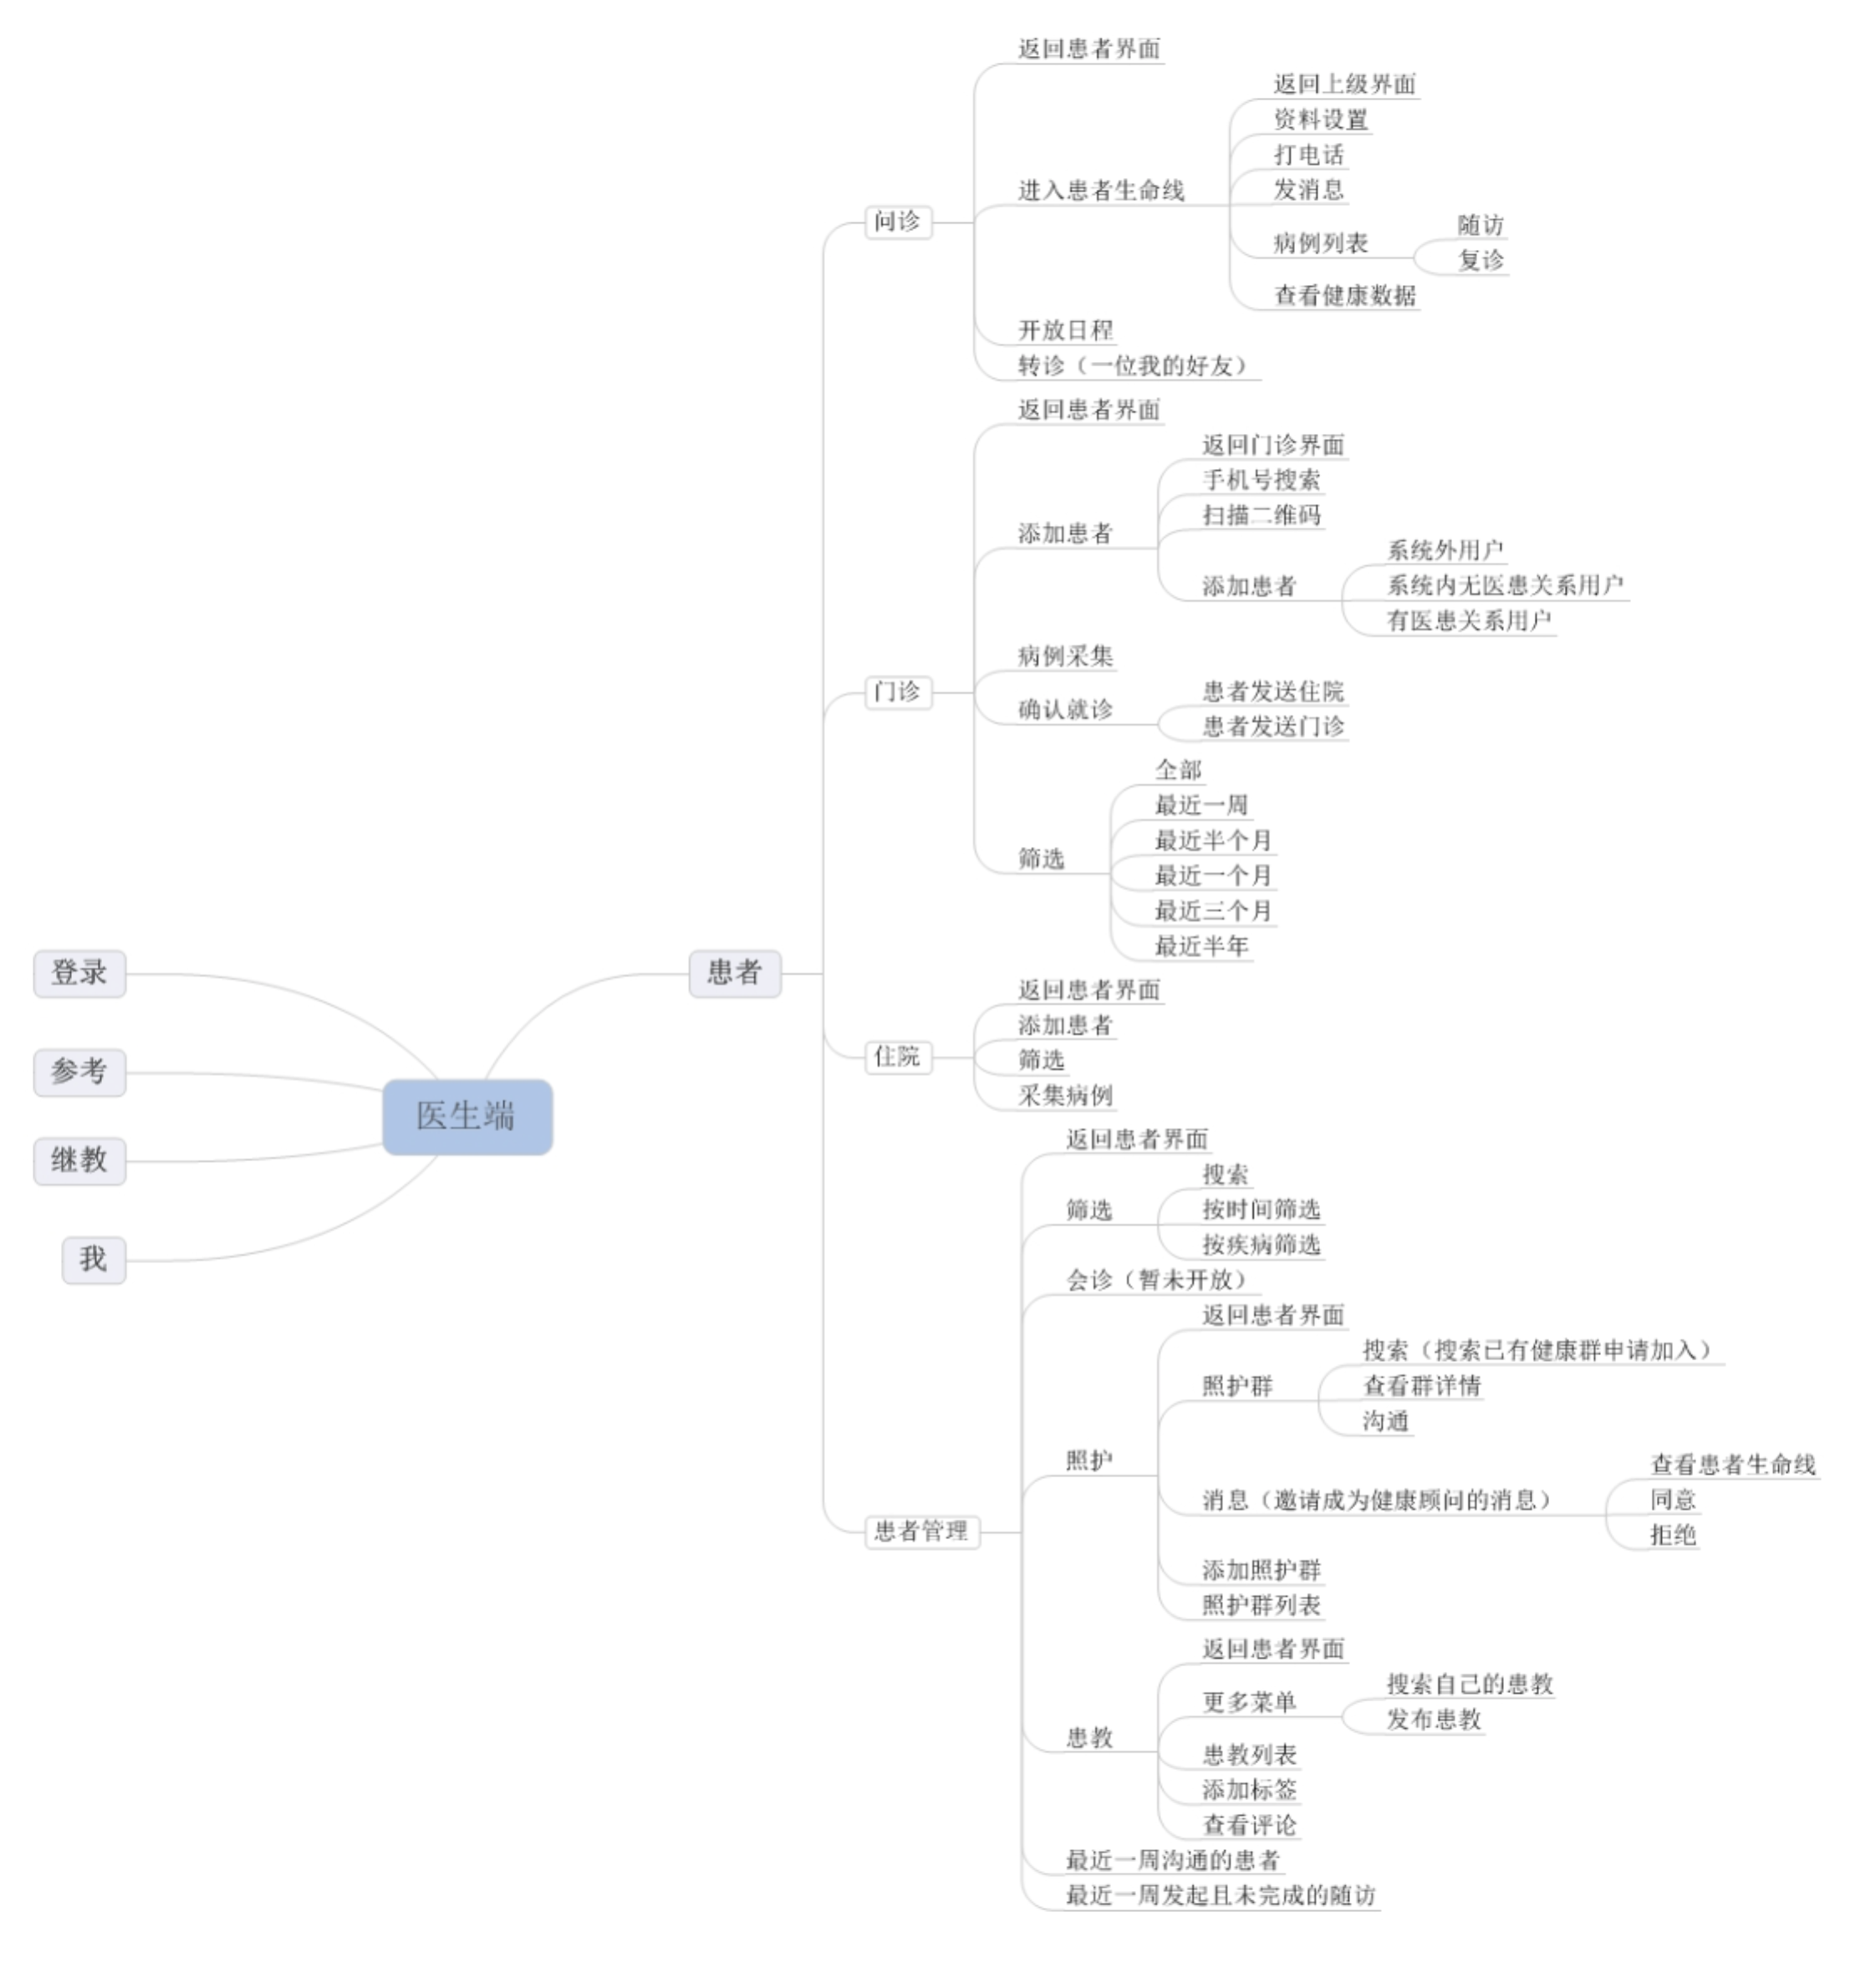 医生端
登录
参考
继教
我
患者
问诊
返回患者界面
进入患者生命线
返回上级界面
资料设置
打电话
发消息
病例列表
随访
复诊
查看健康数据
开放日程
转诊（一位我的好友）
门诊
返回患者界面
添加患者
返回门诊界面
手机号搜索
扫描二维码
添加患者
系统外用户
系统内无医患关系用户
有医患关系用户
病例采集
确认就诊
患者发送住院
患者发送门诊
筛选
全部
最近一周
最近半个月
最近一个月
最近三个月
最近半年
住院
返回患者界面
添加患者
筛选
采集病例
患者管理
返回患者界面
筛选
搜索
按时间筛选
按疾病筛选
会诊（暂未开放）
照护
返回患者界面
照护群
搜索（搜索已有健康群申请加入）
查看群详情
沟通
消息（邀请成为健康顾问的消息）
查看患者生命线
同意
拒绝
添加照护群
照护群列表
患教
返回患者界面
更多菜单
搜索自己的患教
发布患教
患教列表
添加标签
查看评论
最近一周沟通的患者
最近一周发起且未完成的随访